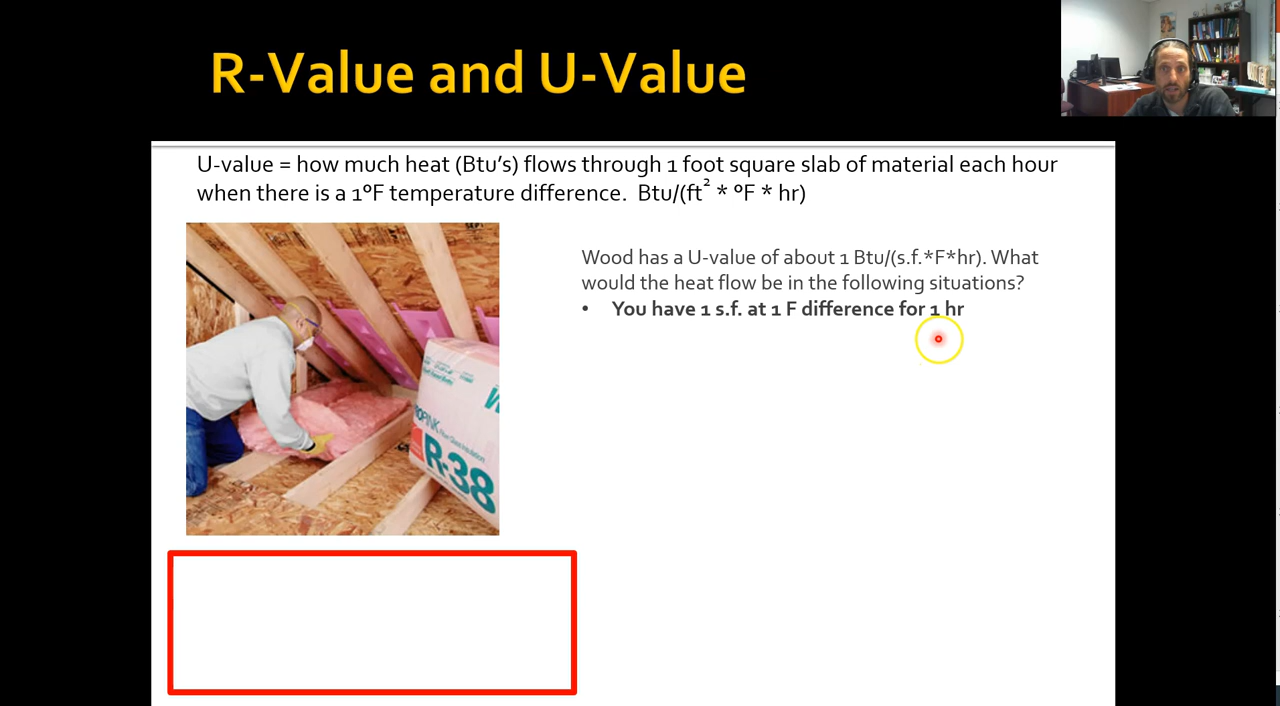 R-Value and U-Value
U-value = how much heat (Btu's) flows through 1 foot square slab of material each hour
when there is a 1°F temperature difference.  Btu/(ft² * °F * hr)
Wood has a U-value of about 1 Btu/(s.f.*F*hr). What
would the heat flow be in the following situations?
• You have 1 s.f. at 1 F difference for 1 hr
R-38